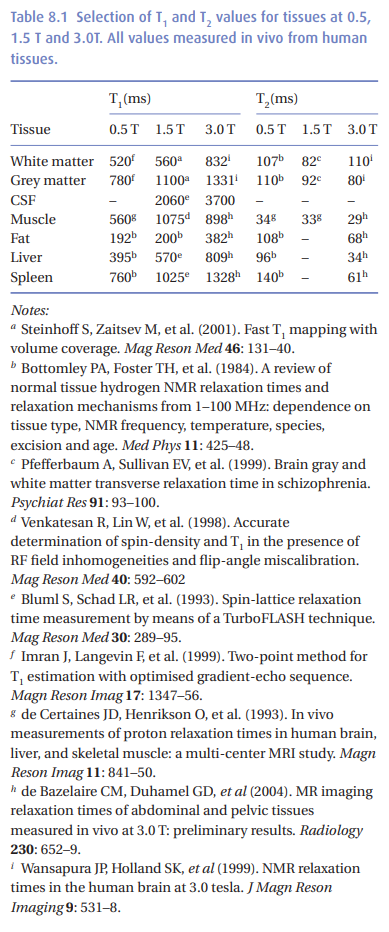 Table 8.1 Selection of T₁ and T₂ values for tissues at 0.5,
1.5 T and 3.0T. All values measured in vivo from human
tissues.
T₁(ms) T₂(ms)
Tissue 0.5 T 1.5 T 3.0 T 0.5 T 1.5 T 3.0 T
White matter 520ᶠ 560ᵃ 832ⁱ 107ᵇ 82ᶜ 110ⁱ
Grey matter 780ᶠ 1100ᵃ 1331ⁱ 110ᵇ 92ᶜ 80ⁱ
CSF – 2060ᵉ 3700
Muscle 560ᵍ 1075ᵈ 898ʰ 34ᵍ 33ᵍ 29ʰ
Fat 192ᵇ 200ᵇ 382ʰ 108ᵇ – 68ʰ
Liver 395ᵇ 570ᵉ 809ʰ 96ᵇ – 34ʰ
Spleen 760ᵇ 1025ᵉ 1328ʰ 140ᵇ – 61ʰ
Notes:
ᵃ Steinhoff S, Zaitsev M, et al. (2001). Fast T₁ mapping with
volume coverage. Mag Reson Med 46: 131–40.
ᵇ Bottomley PA, Foster TH, et al. (1984). A review of
normal tissue hydrogen NMR relaxation times and
relaxation mechanisms from 1–100 MHz: dependence on
tissue type, NMR frequency, temperature, species,
excision and age. Med Phys 11: 425–48.
ᶜ Pfefferbaum A, Sullivan EV, et al. (1999). Brain gray and
white matter transverse relaxation time in schizophrenia.
Psychiat Res 91: 93–100.
ᵈ Venkatesan R, Lin W, et al. (1998). Accurate
determination of spin-density and T₁ in the presence of
RF field inhomogeneities and flip-angle miscalibration.
Mag Reson Med 40: 592–602
ᵉ Bluml S, Schad LR, et al. (1993). Spin-lattice relaxation
time measurement by means of a TurboFLASH technique.
Mag Reson Med 30: 289–95.
ᶠ Imran J, Langevin F, et al. (1999). Two-point method for
T₁ estimation with optimised gradient-echo sequence.
Magn Reson Imag 17: 1347–56.
ᵍ de Certaines JD, Henrikson O, et al. (1993). In vivo
measurements of proton relaxation times in human brain,
liver, and skeletal muscle: a multi-center MRI study. Magn
Reson Imag 11: 841–50.
ʰ de Bazelaire CM, Duhamel GD, et al (2004). MR imaging
relaxation times of abdominal and pelvic tissues
measured in vivo at 3.0 T: preliminary results. Radiology
230: 652–9.
ⁱ Wansapura JP, Holland SK, et al (1999). NMR relaxation
times in the human brain at 3.0 tesla. J Magn Reson
Imaging 9: 531–8.